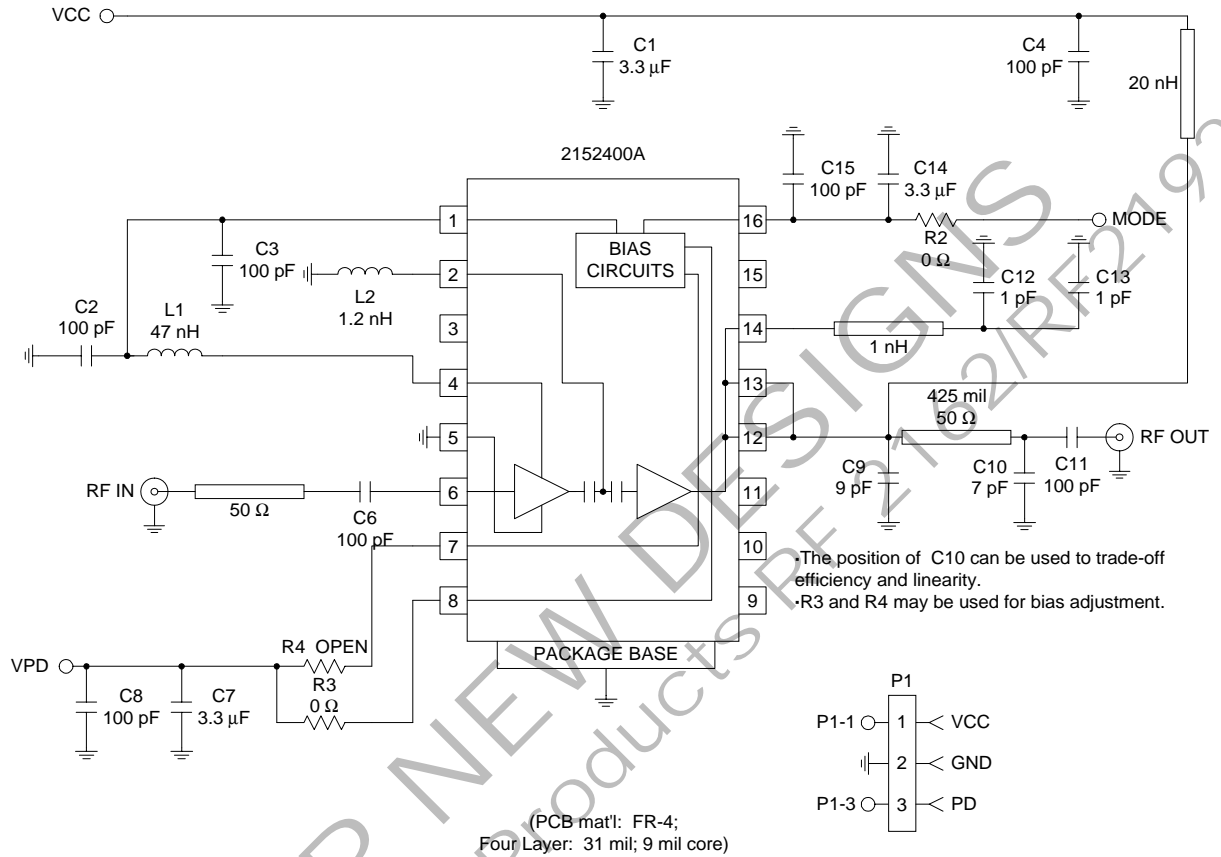 VCC
C1
3.3 µF
C4
100 pF
20 nH
2152400A
C15
100 pF
C14
3.3 µF
MODE
R2
0 Ω
C12
1 pF
C13
1 pF
1
16
BIAS
CIRCUITS
C3
100 pF
2
15
L2
1.2 nH
C2
100 pF
L1
47 nH
3
14
1 nH
4
13
425 mil
50 Ω
5
12
RF OUT
C9
9 pF
C10
7 pF
C11
100 pF
RF IN
50 Ω
C6
100 pF
6
11
7
10
8
9
•The position of C10 can be used to trade-off
efficiency and linearity.
•R3 and R4 may be used for bias adjustment.
PACKAGE BASE
VPD
R4 OPEN
R3
0 Ω
C8
100 pF
C7
3.3 µF
P1
P1-1
1
VCC
2
GND
P1-3
3
PD
(PCB mat'l: FR-4;
Four Layer: 31 mil; 9 mil core)
NEW DESIGNS
Products RF 2162/RF2193